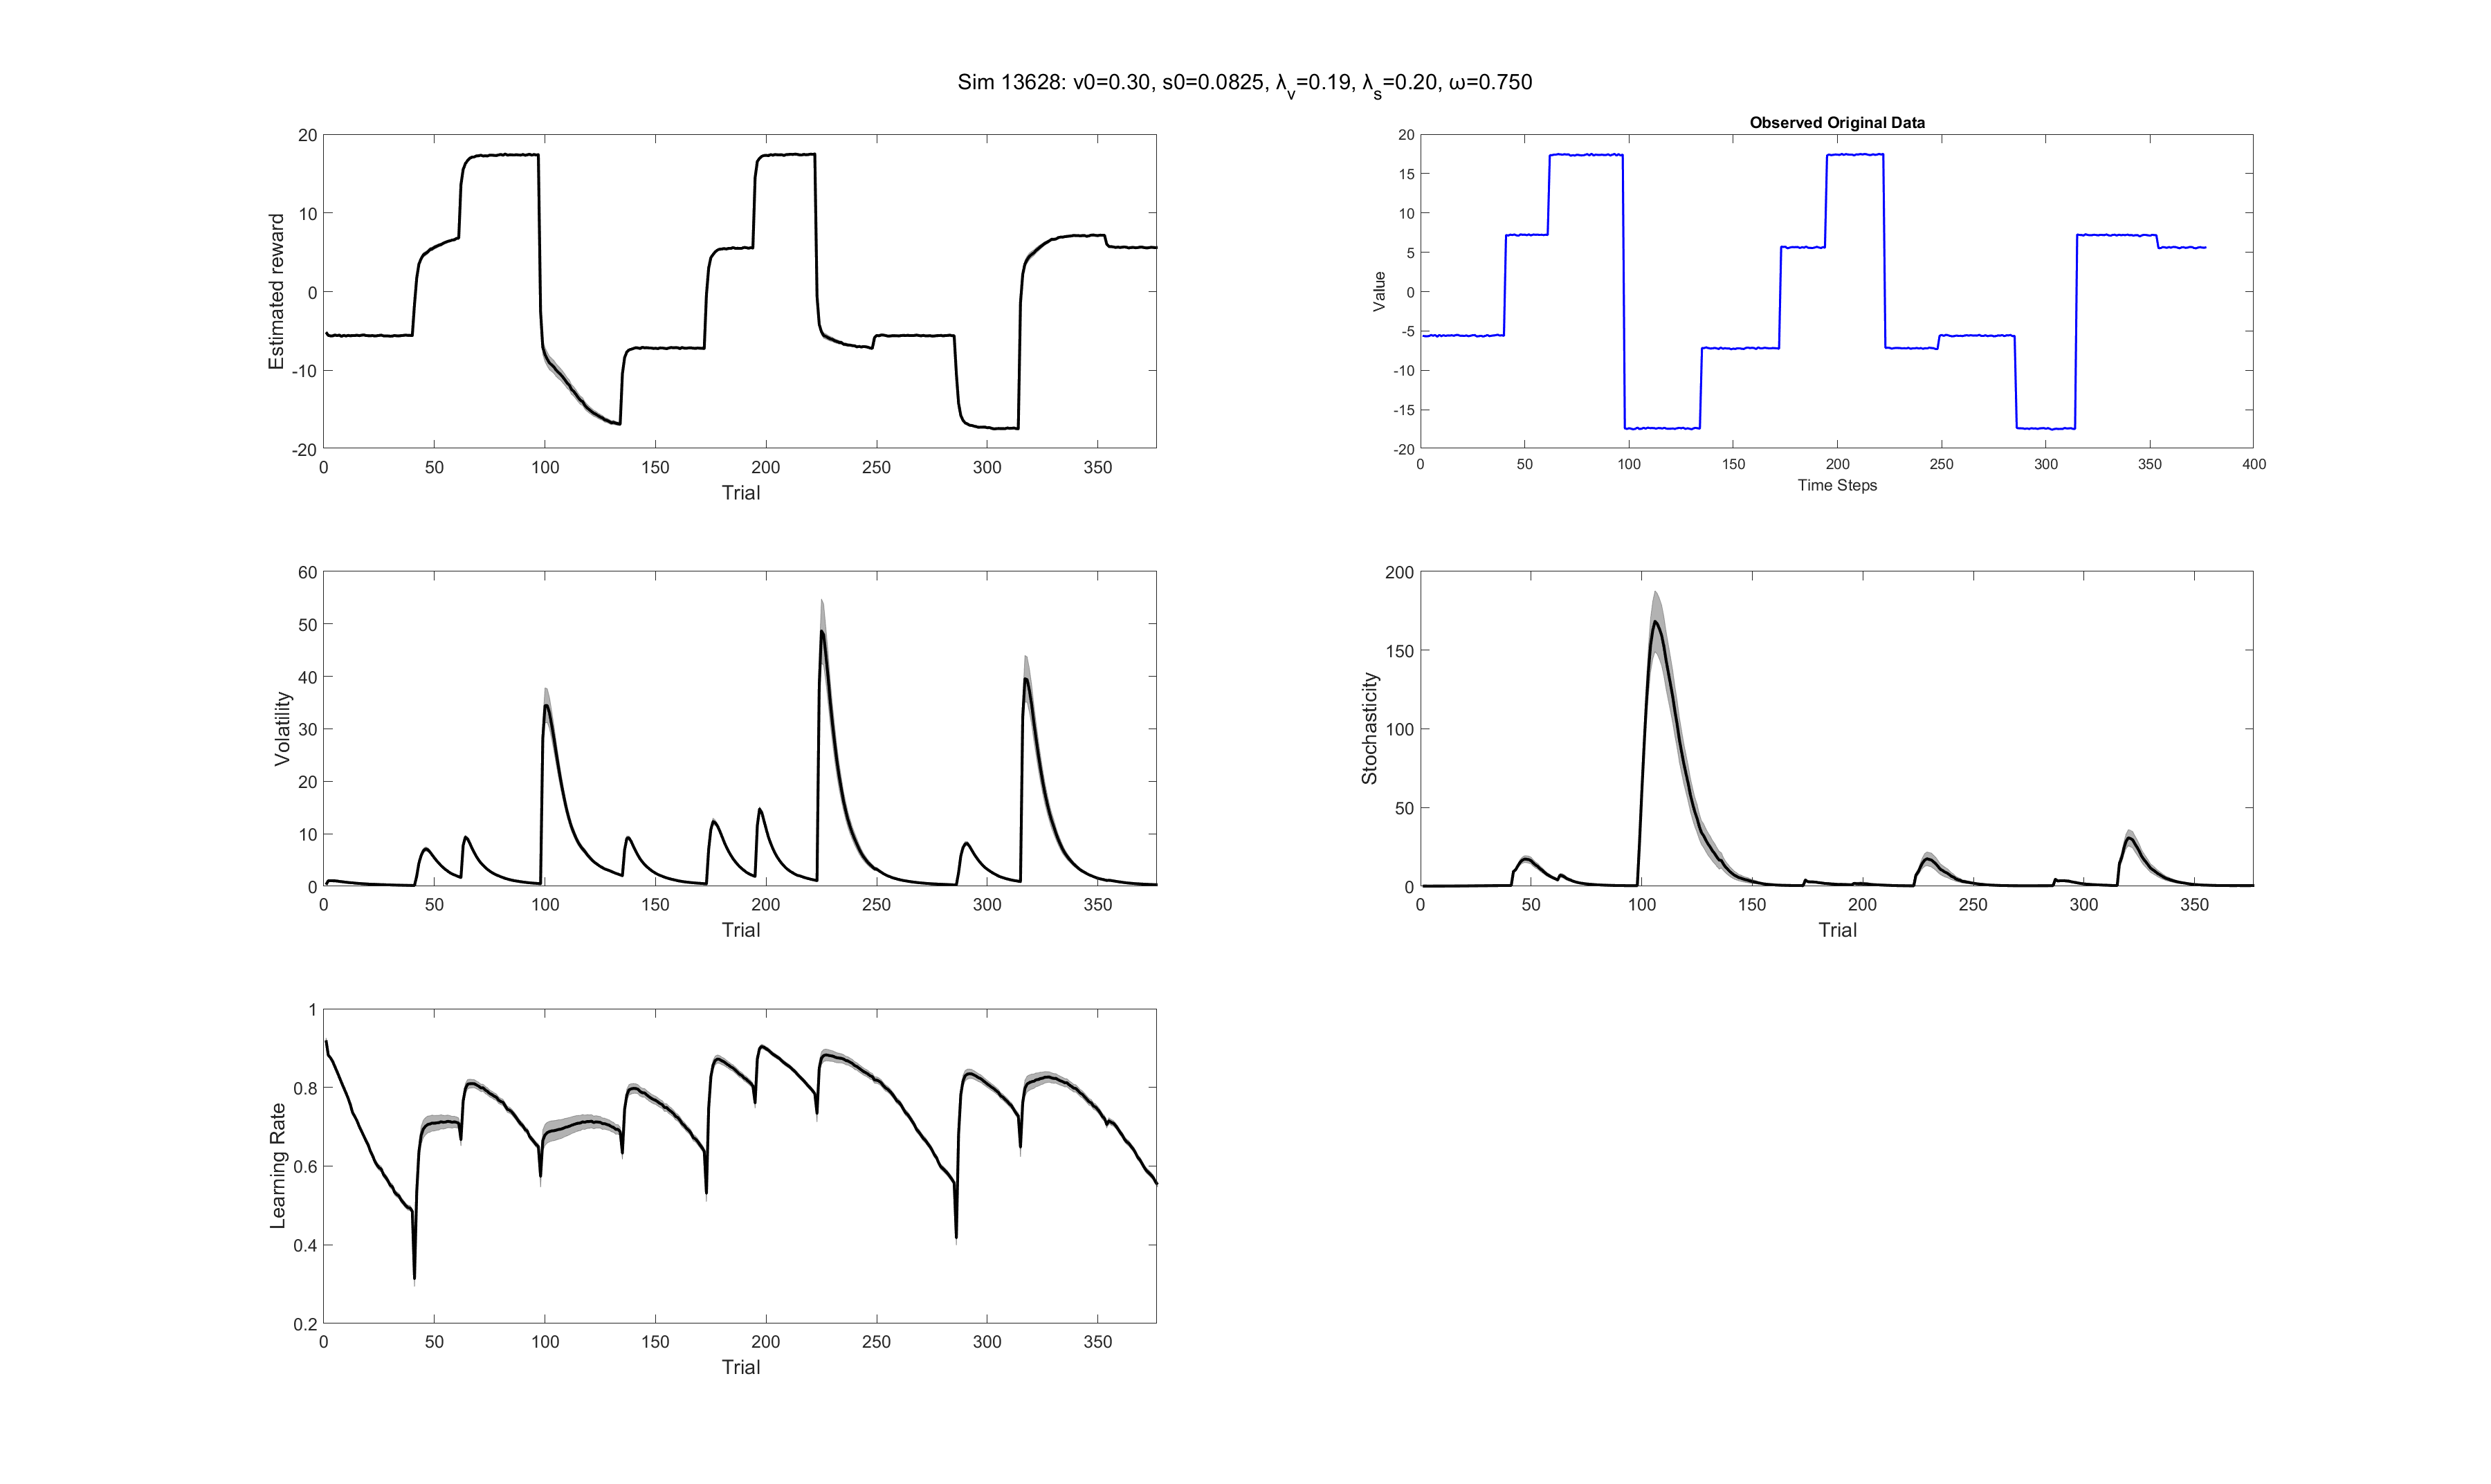 Sim 13628: v0=0.30, s0=0.0825, λv=0.19, λs=0.20, ω=0.750
20
10
0
-10
-20
Estimated reward
0 50 100 150 200 250 300 350
Trial
Observed Original Data
20
15
10
5
0
-5
-10
-15
-20
Value
0 50 100 150 200 250 300 350 400
Time Steps
60
50
40
30
20
10
0
Volatility
0 50 100 150 200 250 300 350
Trial
200
150
100
50
0
Stochasticity
0 50 100 150 200 250 300 350
Trial
1
0.8
0.6
0.4
0.2
Learning Rate
0 50 100 150 200 250 300 350
Trial